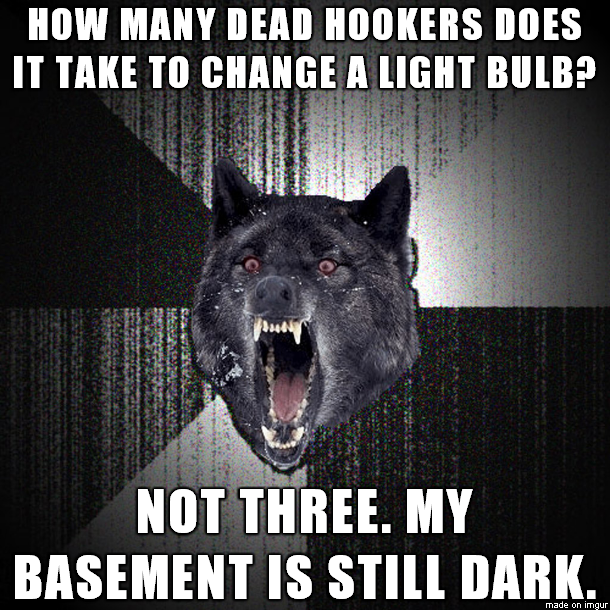 HOW MANY DEAD HOOKERS DOES
IT TAKE TO CHANGE A LIGHT BULB?
NOT THREE. MY
BASEMENT IS STILL DARK.
made on imgur